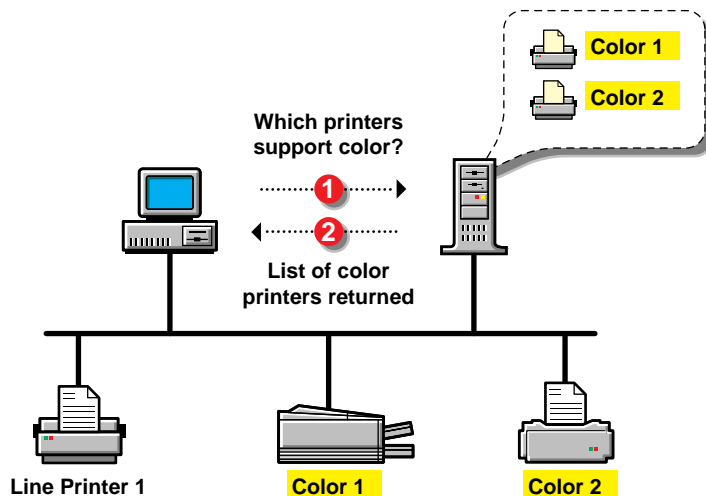 Color 1
Color 2
Which printers
support color?
1
2
List of color
printers returned
Line Printer 1
Color 1
Color 2